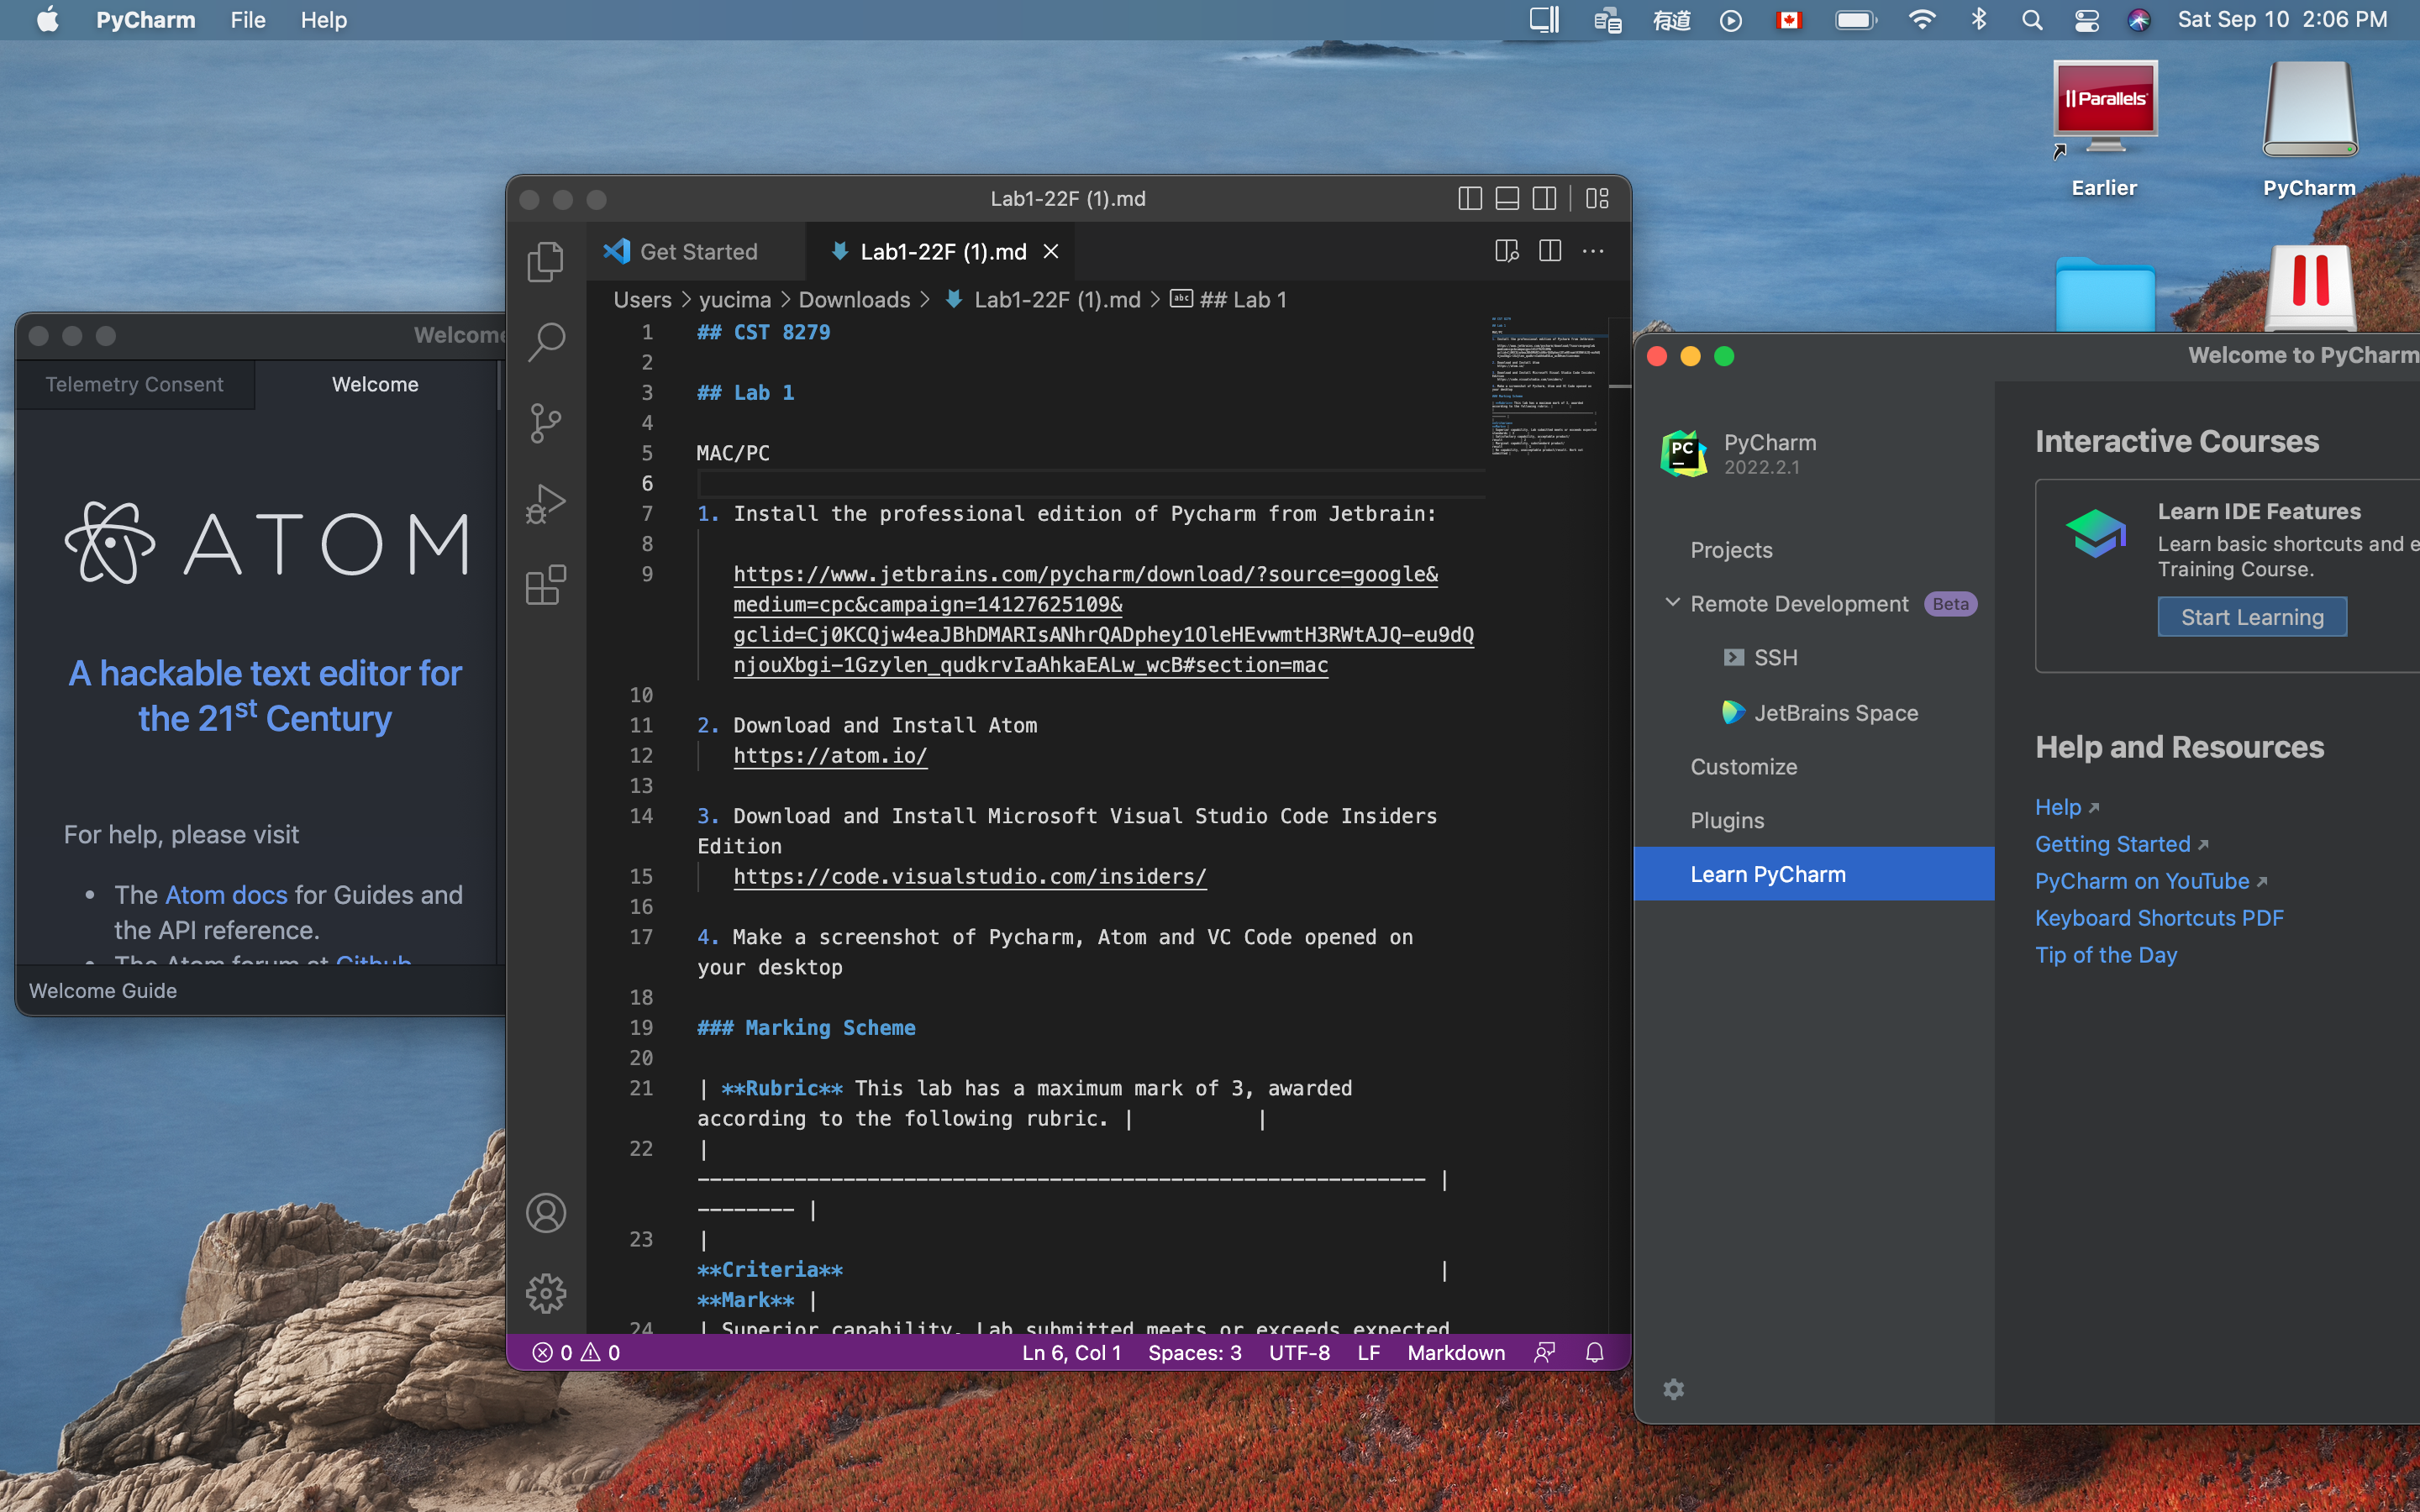 PyCharm File Help
有道
Sat Sep 10 2:06 PM
Parallels
Earlier
PyCharm
Welcome
Telemetry Consent
Welcome
ATOM
A hackable text editor for
the 21st Century
For help, please visit
• The Atom docs for Guides and
the API reference.
• The Atom forum at Github
Welcome Guide
Lab1-22F (1).md
Get Started
Lab1-22F (1).md
Users > yucima > Downloads > Lab1-22F (1).md > abc ## Lab 1
1 ## CST 8279
2
3 ## Lab 1
4
5 MAC/PC
6
7 1. Install the professional edition of Pycharm from Jetbrain:
8
9 https://www.jetbrains.com/pycharm/download/?source=google&
medium=cpc&campaign=14127625109&
gclid=Cj0KCQjw4eaJBhDMARIsANhrQADphey1OleHEvwmtH3RWtAJQ-eu9dQ
njouXbgi-1Gzylen_qudkrvIaAhkaEALw_wcB#section=mac
10
11 2. Download and Install Atom
12 https://atom.io/
13
14 3. Download and Install Microsoft Visual Studio Code Insiders
Edition
15 https://code.visualstudio.com/insiders/
16
17 4. Make a screenshot of Pycharm, Atom and VC Code opened on
your desktop
18
19 ### Marking Scheme
20
21 | **Rubric** This lab has a maximum mark of 3, awarded
according to the following rubric. | |
22 |
------------------------------------------------------------ |
-------- |
23 |
**Criteria** |
**Mark** |
24 | Superior capability. Lab submitted meets or exceeds expected
0 0
Ln 6, Col 1 Spaces: 3 UTF-8 LF Markdown
Welcome to PyCharm
PC
PyCharm
2022.2.1
Projects
Remote Development Beta
SSH
JetBrains Space
Customize
Plugins
Learn PyCharm
Interactive Courses
Learn IDE Features
Learn basic shortcuts and e
Training Course.
Start Learning
Help and Resources
Help
Getting Started
PyCharm on YouTube
Keyboard Shortcuts PDF
Tip of the Day